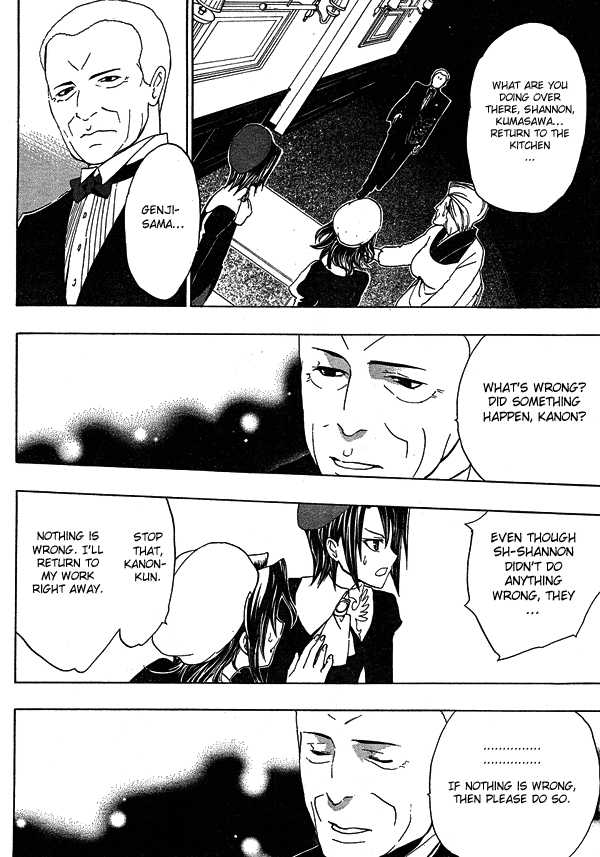 WHAT ARE YOU
DOING OVER
THERE, SHANNON,
KUMASAWA...
RETURN TO THE
KITCHEN
...
GENJI-
SAMA...
WHAT'S WRONG?
DID SOMETHING
HAPPEN, KANON?
EVEN THOUGH
SH-SHANNON
DIDN'T DO
ANYTHING
WRONG, THEY
...
STOP
THAT,
KANON-
KUN.
NOTHING IS
WRONG. I'LL
RETURN TO
MY WORK
RIGHT AWAY.
...............
...............
IF NOTHING IS WRONG,
THEN PLEASE DO SO.